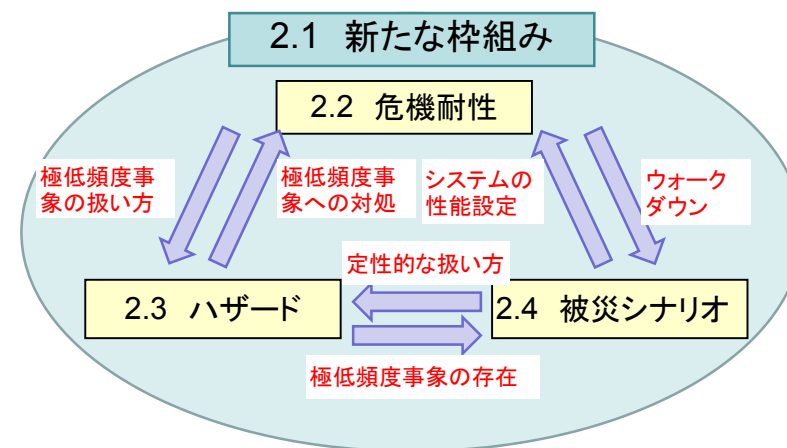 2.1 新たな枠組み
2.2 危機耐性
極低頻度事
象の扱い方
極低頻度事
象への対処
システムの
性能設定
ウォーク
ダウン
定性的な扱い方
2.3 ハザード
2.4 被災シナリオ
極低頻度事象の存在